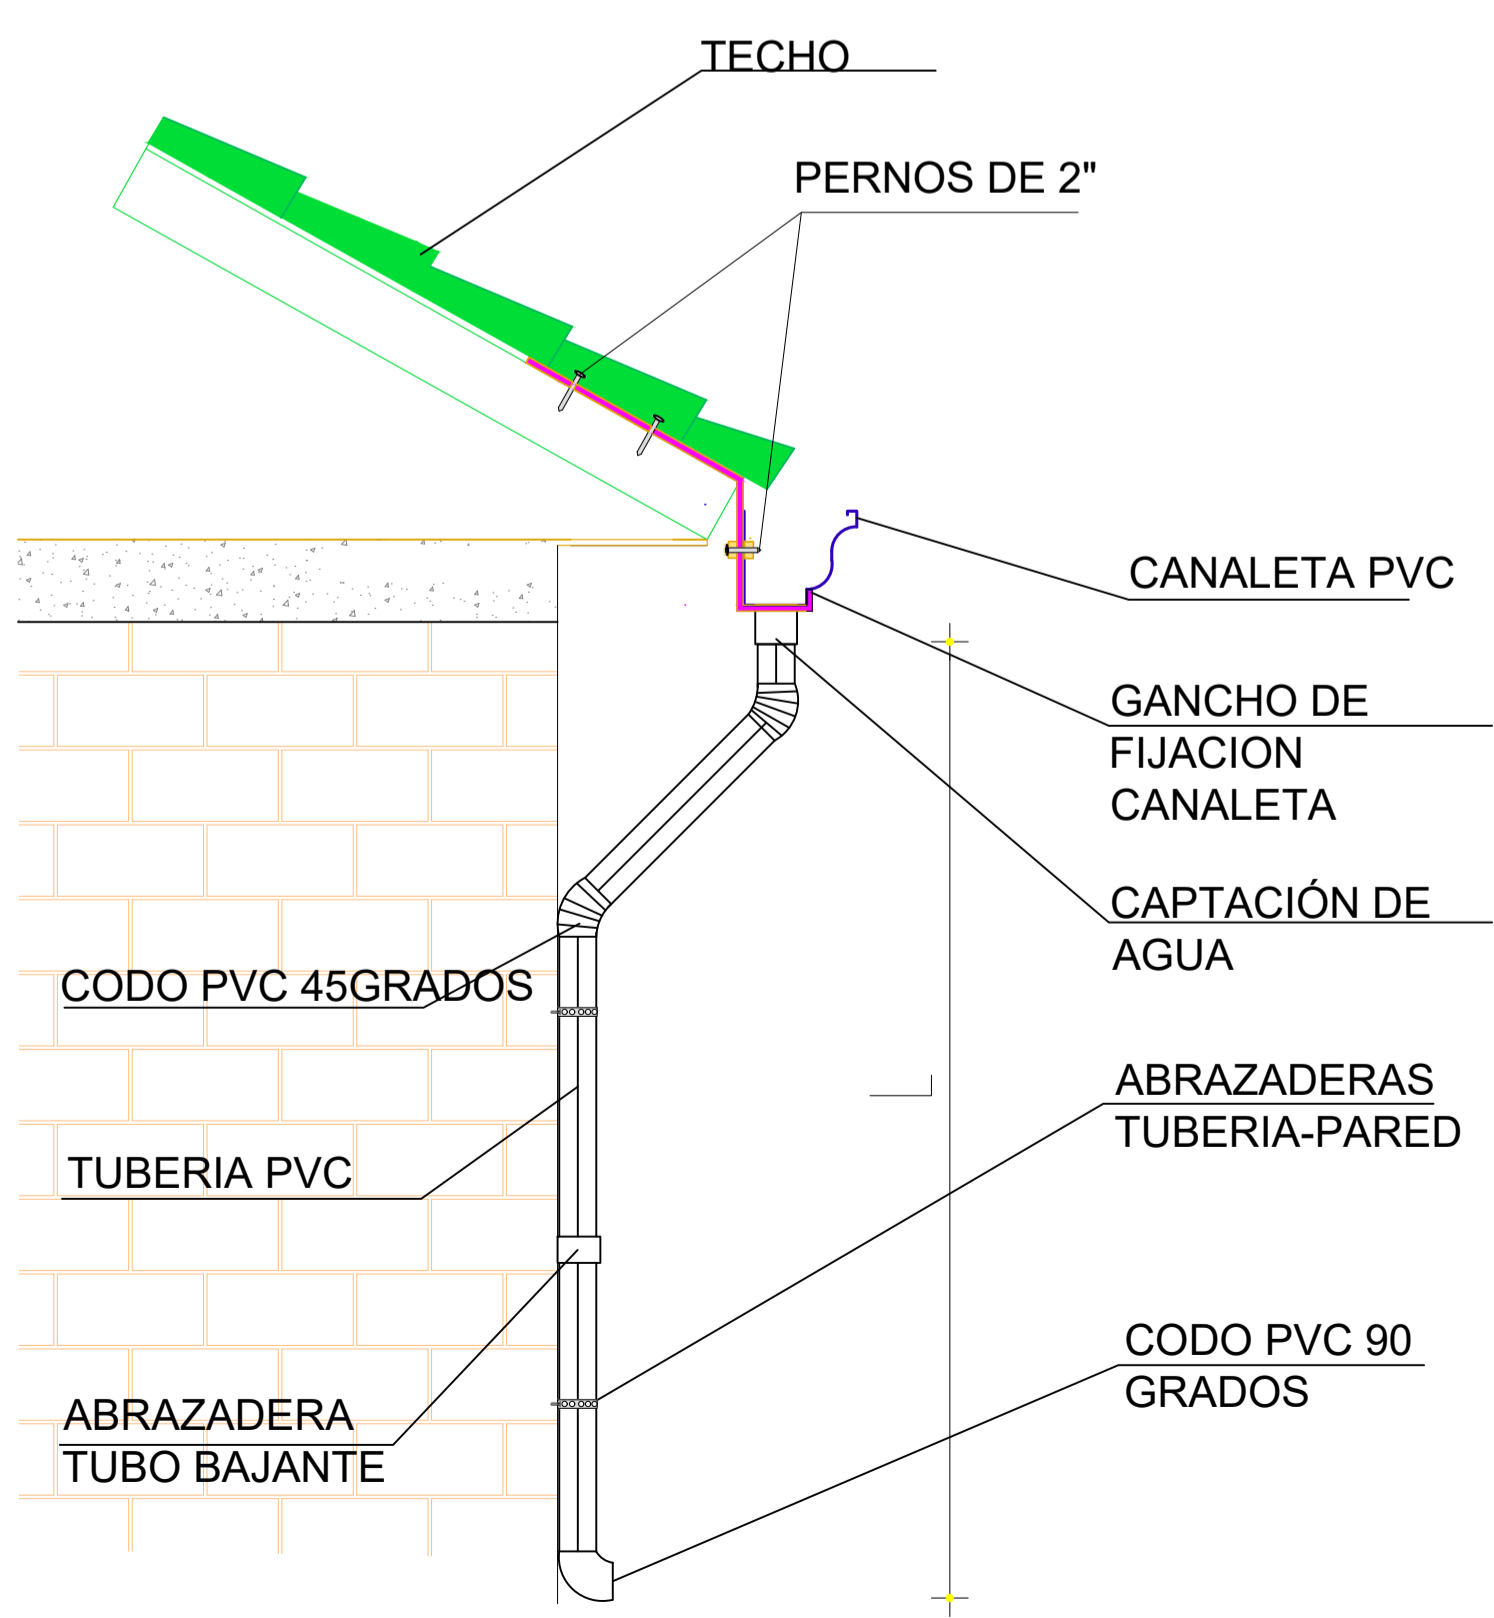 TECHO
PERNOS DE 2"
CANALETA PVC
GANCHO DE
FIJACION
CANALETA
CAPTACIÓN DE
AGUA
CODO PVC 45GRADOS
ABRAZADERAS
TUBERIA-PARED
TUBERIA PVC
CODO PVC 90
GRADOS
ABRAZADERA
TUBO BAJANTE